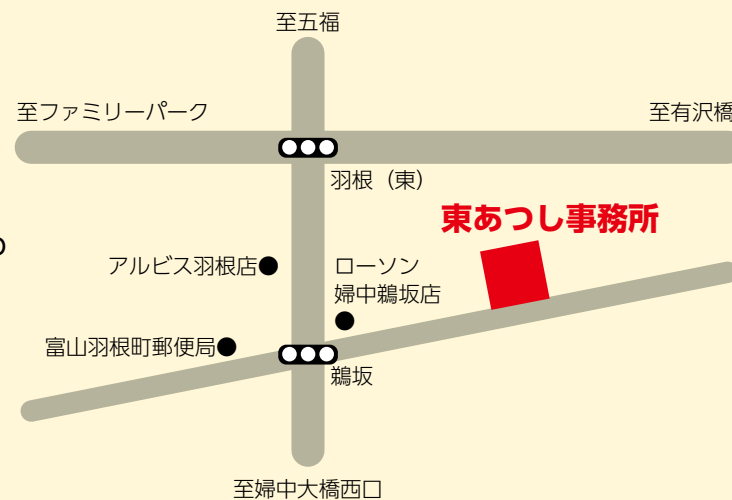 至五福
至ファミリーパーク
至有沢橋
羽根（東）
東あつし事務所
アルビス羽根店
ローソン
婦中鵜坂店
富山羽根町郵便局
鵜坂
至婦中大橋西口